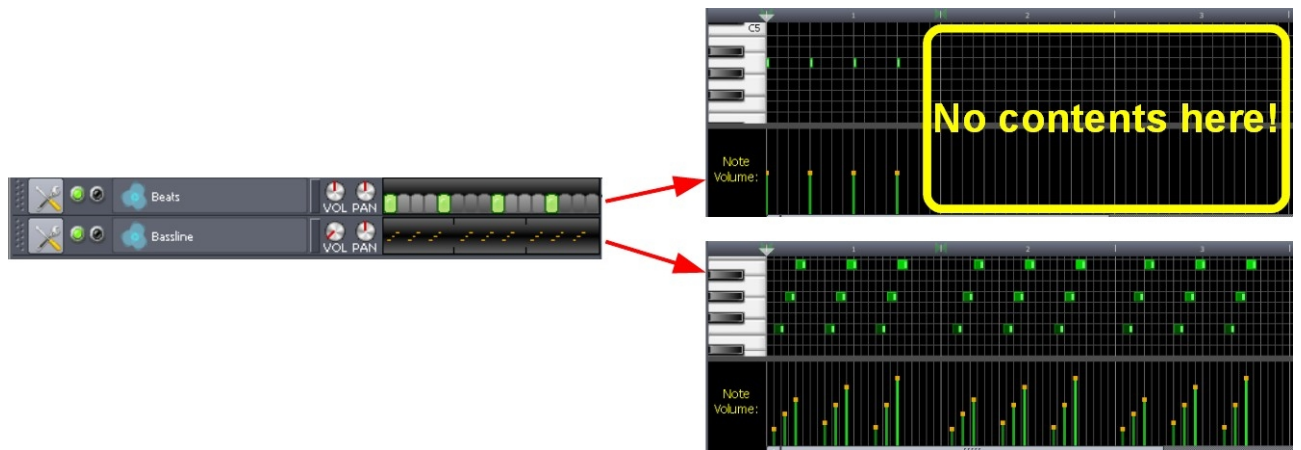 Beats
VOL PAN
Bassline
VOL PAN
1 2 3
C5
No contents here!
Note
Volume:
1 2 3
Note
Volume: